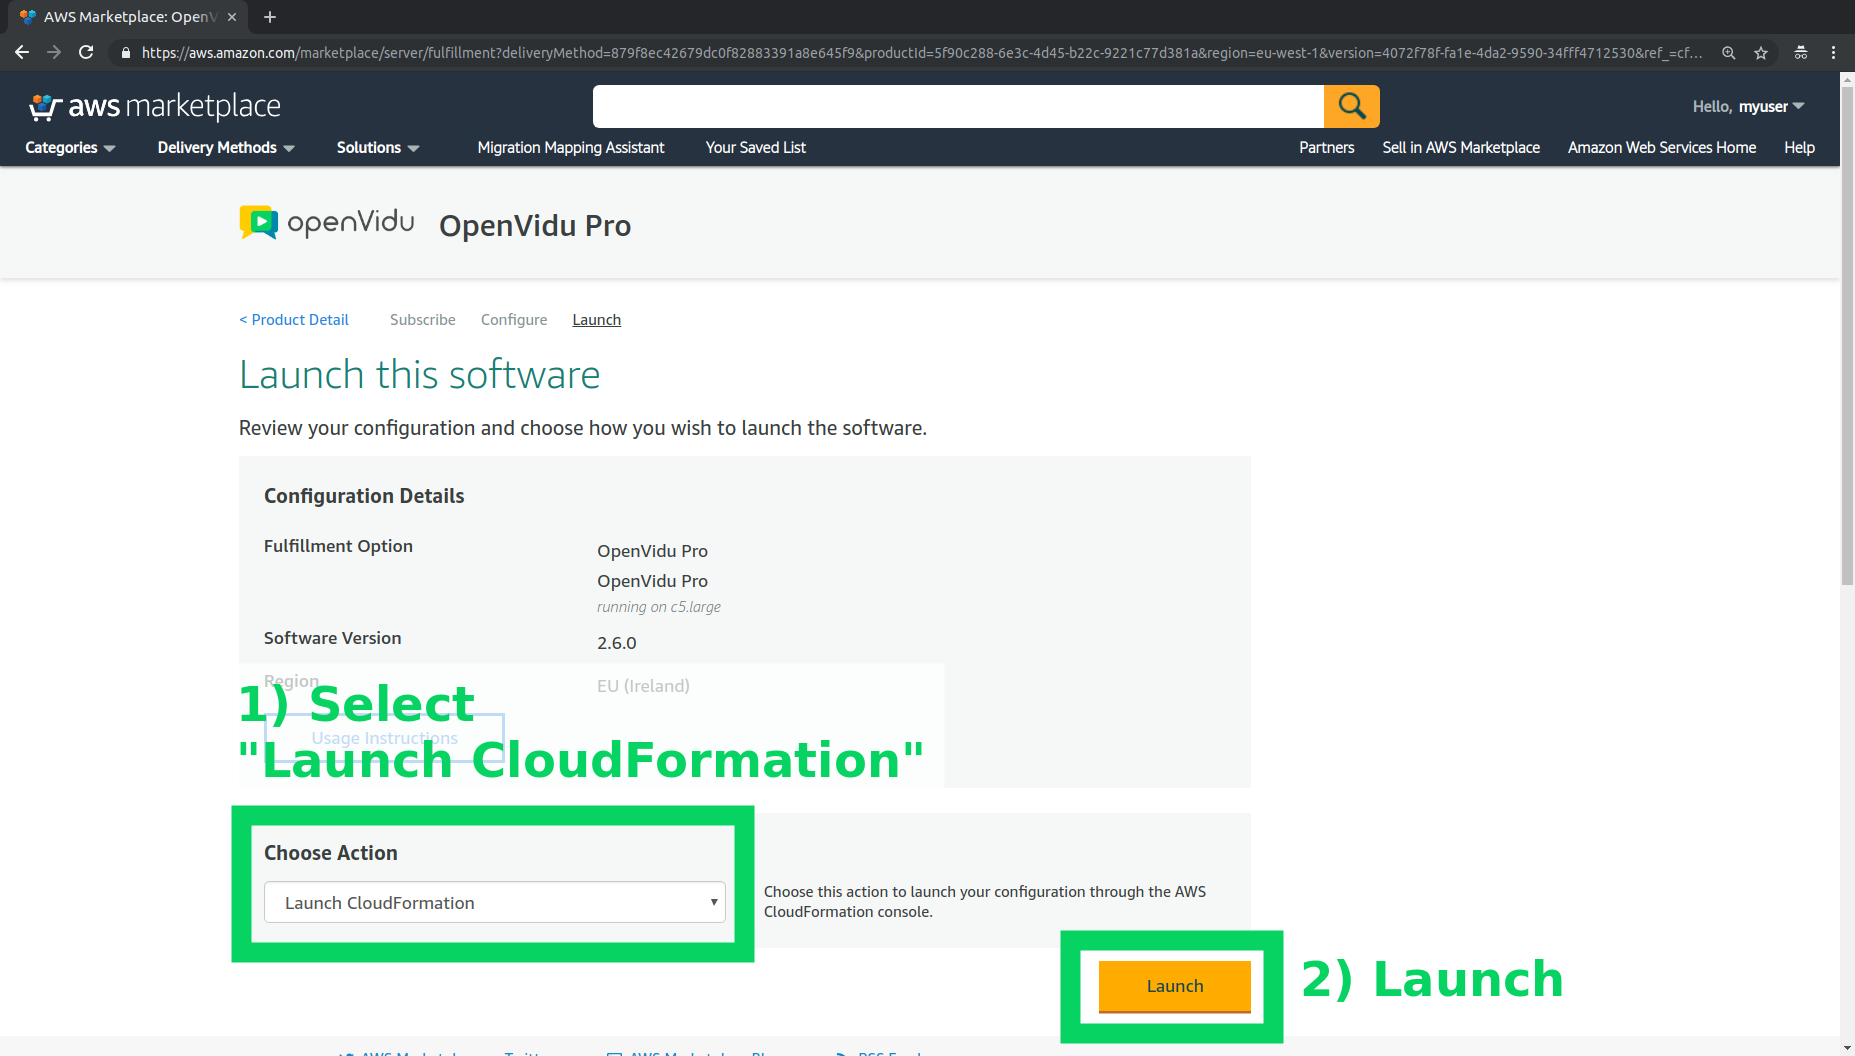 AWS Marketplace: OpenV
https://aws.amazon.com/marketplace/server/fulfillment?deliveryMethod=879f8ec42679dc0f82883391a8e645f9&productId=5f90c288-6e3c-4d45-b22c-9221c77d381a&region=eu-west-1&version=4072f78f-fa1e-4da2-9590-34fff4712530&ref_=cf...
aws marketplace
Hello, myuser
Categories Delivery Methods Solutions Migration Mapping Assistant Your Saved List Partners Sell in AWS Marketplace Amazon Web Services Home Help
openVidu OpenVidu Pro
< Product Detail Subscribe Configure Launch
Launch this software
Review your configuration and choose how you wish to launch the software.
Configuration Details
Fulfillment Option OpenVidu Pro
OpenVidu Pro
running on c5.large
Software Version 2.6.0
Region EU (Ireland)
1) Select
Usage Instructions
"Launch CloudFormation"
Choose Action
Launch CloudFormation
Choose this action to launch your configuration through the AWS
CloudFormation console.
Launch
2) Launch